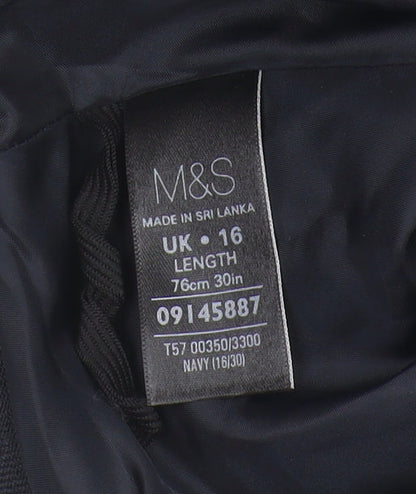 M&S
MADE IN SRI LANKA
UK • 16
LENGTH
76cm 30in
09145887
T57 00350/3300
NAVY (16/30)